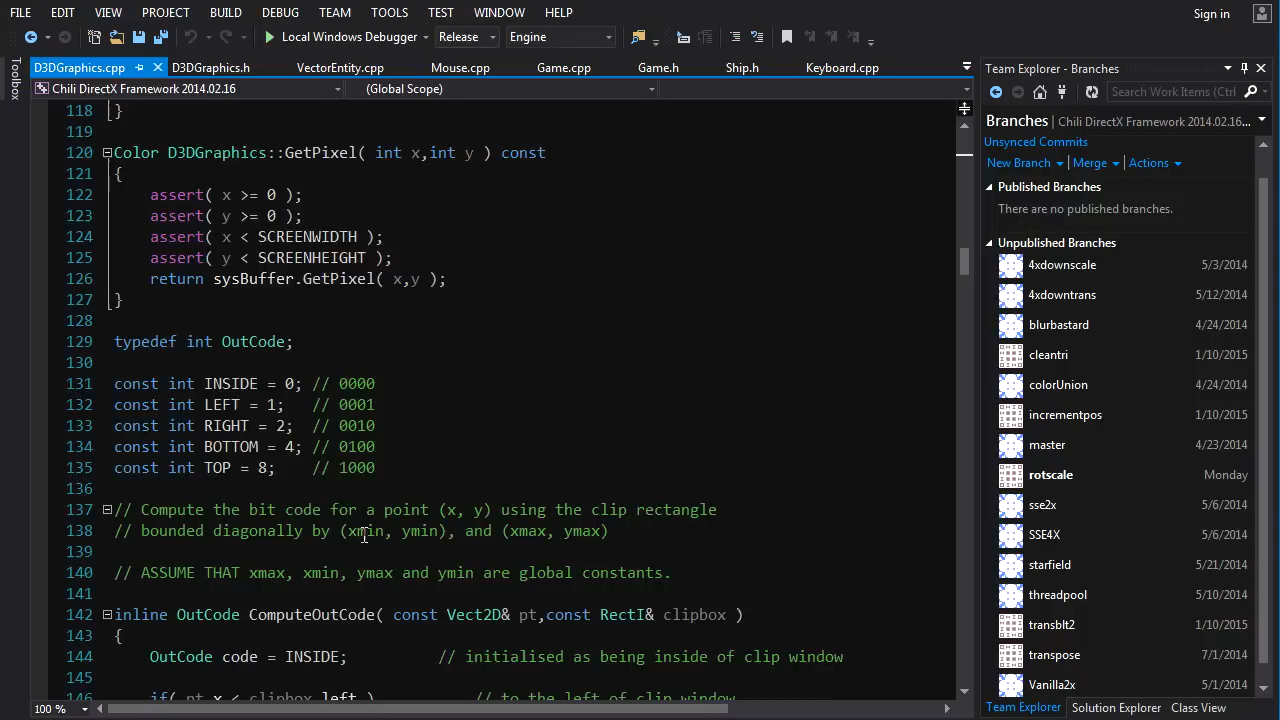 FILE EDIT VIEW PROJECT BUILD DEBUG TEAM TOOLS TEST WINDOW HELP Sign in
Local Windows Debugger Release Engine
Toolbox
D3DGraphics.cpp D3DGraphics.h VectorEntity.cpp Mouse.cpp Game.cpp Game.h Ship.h Keyboard.cpp
Chili DirectX Framework 2014.02.16 (Global Scope)
118 }
119
120 Color D3DGraphics::GetPixel( int x,int y ) const
121 {
122 assert( x >= 0 );
123 assert( y >= 0 );
124 assert( x < SCREENWIDTH );
125 assert( y < SCREENHEIGHT );
126 return sysBuffer.GetPixel( x,y );
127 }
128
129 typedef int OutCode;
130
131 const int INSIDE = 0; // 0000
132 const int LEFT = 1; // 0001
133 const int RIGHT = 2; // 0010
134 const int BOTTOM = 4; // 0100
135 const int TOP = 8; // 1000
136
137 // Compute the bit code for a point (x, y) using the clip rectangle
138 // bounded diagonally by (xmin, ymin), and (xmax, ymax)
139
140 // ASSUME THAT xmax, xmin, ymax and ymin are global constants.
141
142 inline OutCode ComputeOutCode( const Vect2D& pt,const RectI& clipbox )
143 {
144 OutCode code = INSIDE; // initialised as being inside of clip window
145
146 if( pt.x < clipbox.left ) // to the left of clip window
100 %
Team Explorer - Branches
Search Work Items (Ctrl
Branches | Chili DirectX Framework 2014.02.16...
Unsynced Commits
New Branch Merge Actions
Published Branches
There are no published branches.
Unpublished Branches
4xdownscale 5/3/2014
4xdowntrans 5/12/2014
blurbastard 4/24/2014
cleantri 1/10/2015
colorUnion 4/24/2014
incrementpos 1/10/2015
master 4/23/2014
rotscale Monday
sse2x 5/6/2014
SSE4X 5/6/2014
starfield 5/21/2014
threadpool 5/10/2014
transblt2 1/10/2015
transpose 7/1/2014
Vanilla2x 5/1/2014
Team Explorer Solution Explorer Class View